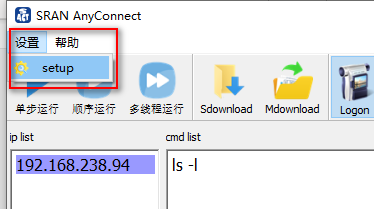 SRAN AnyConnect
设置 帮助
setup
单步运行 顺序运行 多线程运行 Sdownload Mdownload Logon
ip list cmd list
192.168.238.94 ls -l